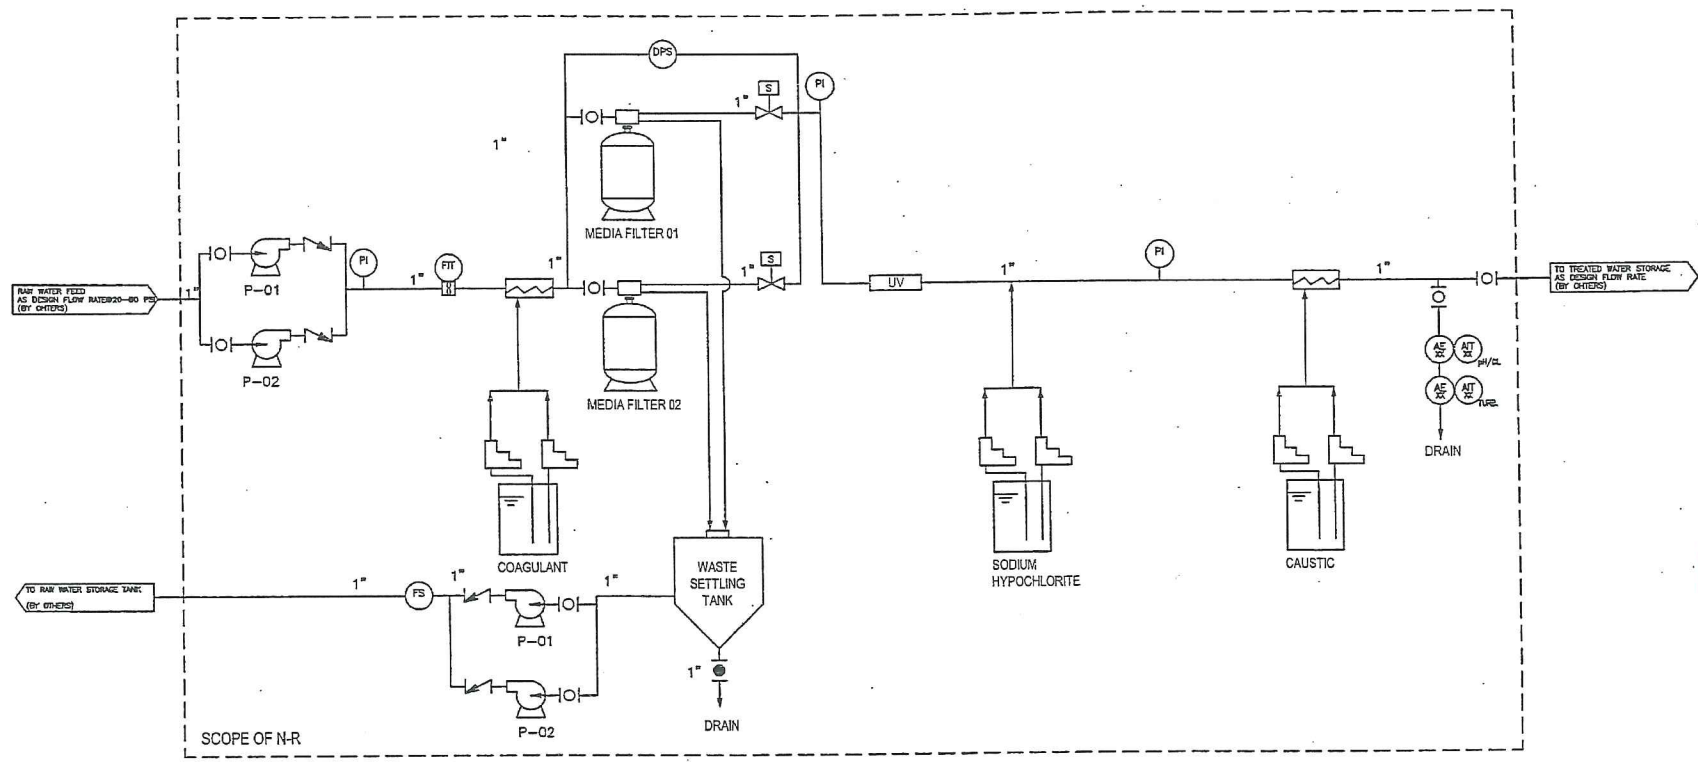 DPS
S
PI
1"
1"
1"
MEDIA FILTER 01
S
PI
FIT
1"
1"
1"
PI
1"
1"
1"
RAW WATER FEED
AS DESIGN FLOW RATE@20-80 PSI
(BY OHTERS)
P-01
UV
TO TREATED WATER STORAGE
AS DESIGN FLOW RATE
(BY OHTERS)
P-02
MEDIA FILTER 02
AE
XX
AIT
XX
AE
XX
AIT
XX
DRAIN
COAGULANT
SODIUM
HYPOCHLORITE
CAUSTIC
WASTE
SETTLING
TANK
TO RAW WATER STORAGE TANK
(BY OTHERS)
1"
FS
1"
1"
P-01
1"
P-02
DRAIN
SCOPE OF N-R